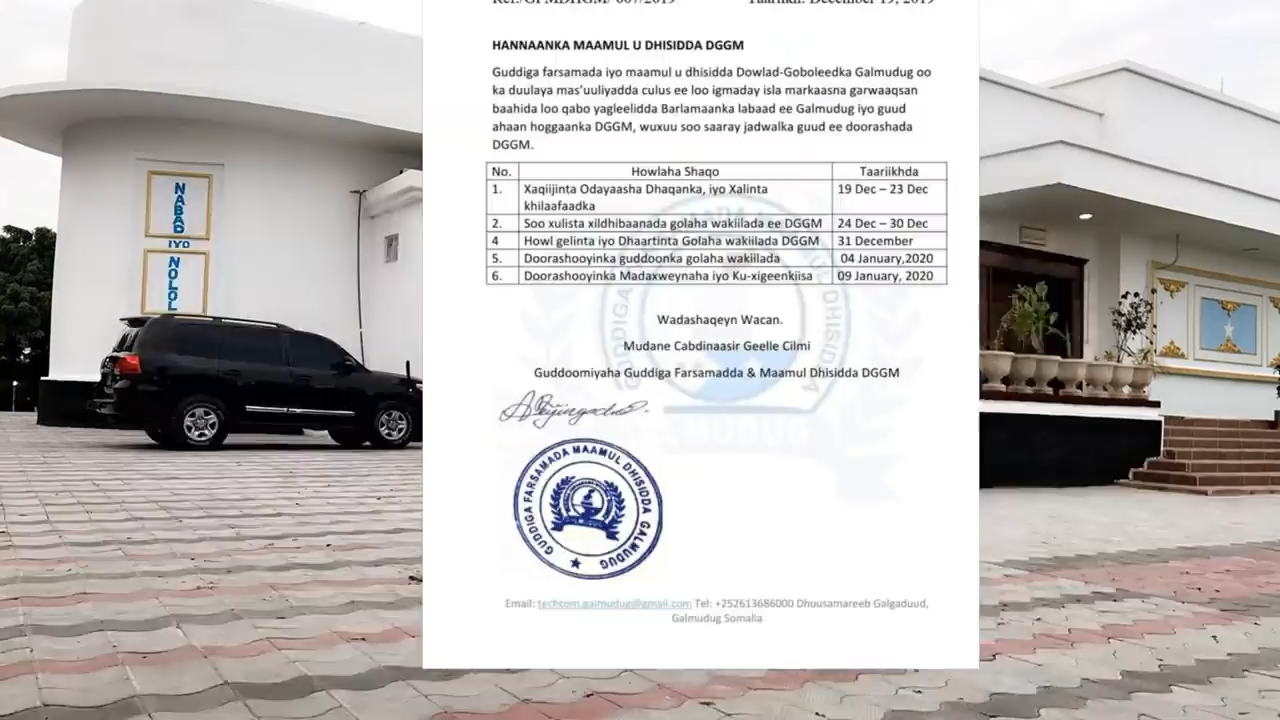 Taariikh: December 19, 2019
HANNAANKA MAAMUL U DHISIDDA DGGM
Guddiga farsamada iyo maamul u dhisidda Dowlad-Goboleedka Galmudug oo
ka duulaya mas’uuliyadda culus ee loo igmaday isla markaasna garwaaqsan
baahida loo qabo yagleelidda Barlamaanka labaad ee Galmudug iyo guud
ahaan hoggaanka DGGM, wuxuu soo saaray jadwalka guud ee doorashada
DGGM.
No. Howlaha Shaqo Taariikhda
1. Xaqiijinta Odayaasha Dhaqanka, iyo Xalinta 19 Dec – 23 Dec
khilaafaadka
2. Soo xulista xildhibaanada golaha wakiilada ee DGGM 24 Dec – 30 Dec
4 Howl gelinta iyo Dhaartinta Golaha wakiilada DGGM 31 December
5. Doorashooyinka guddoonka golaha wakiilada 04 January,2020
6. Doorashooyinka Madaxweynaha iyo Ku-xigeenkiisa 09 January, 2020
Wadashaqeyn Wacan.
Mudane Cabdinaasir Geelle Cilmi
Guddoomiyaha Guddiga Farsamadda & Maamul Dhisidda DGGM
GUDDIGA FARSAMADA MAAMUL DHISIDDA GALMUDUG
GALMUDUG
Email: techcom.galmudug@gmail.com Tel: +252613686000 Dhuusamareeb Galgaduud,
Galmudug Somalia
NABAD
IYO
NOLOL